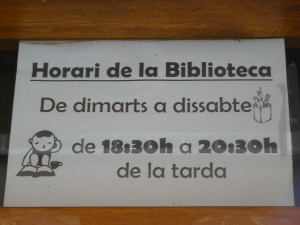 Horari de la Biblioteca
De dimarts a dissabte
de 18:30h a 20:30h
de la tarda